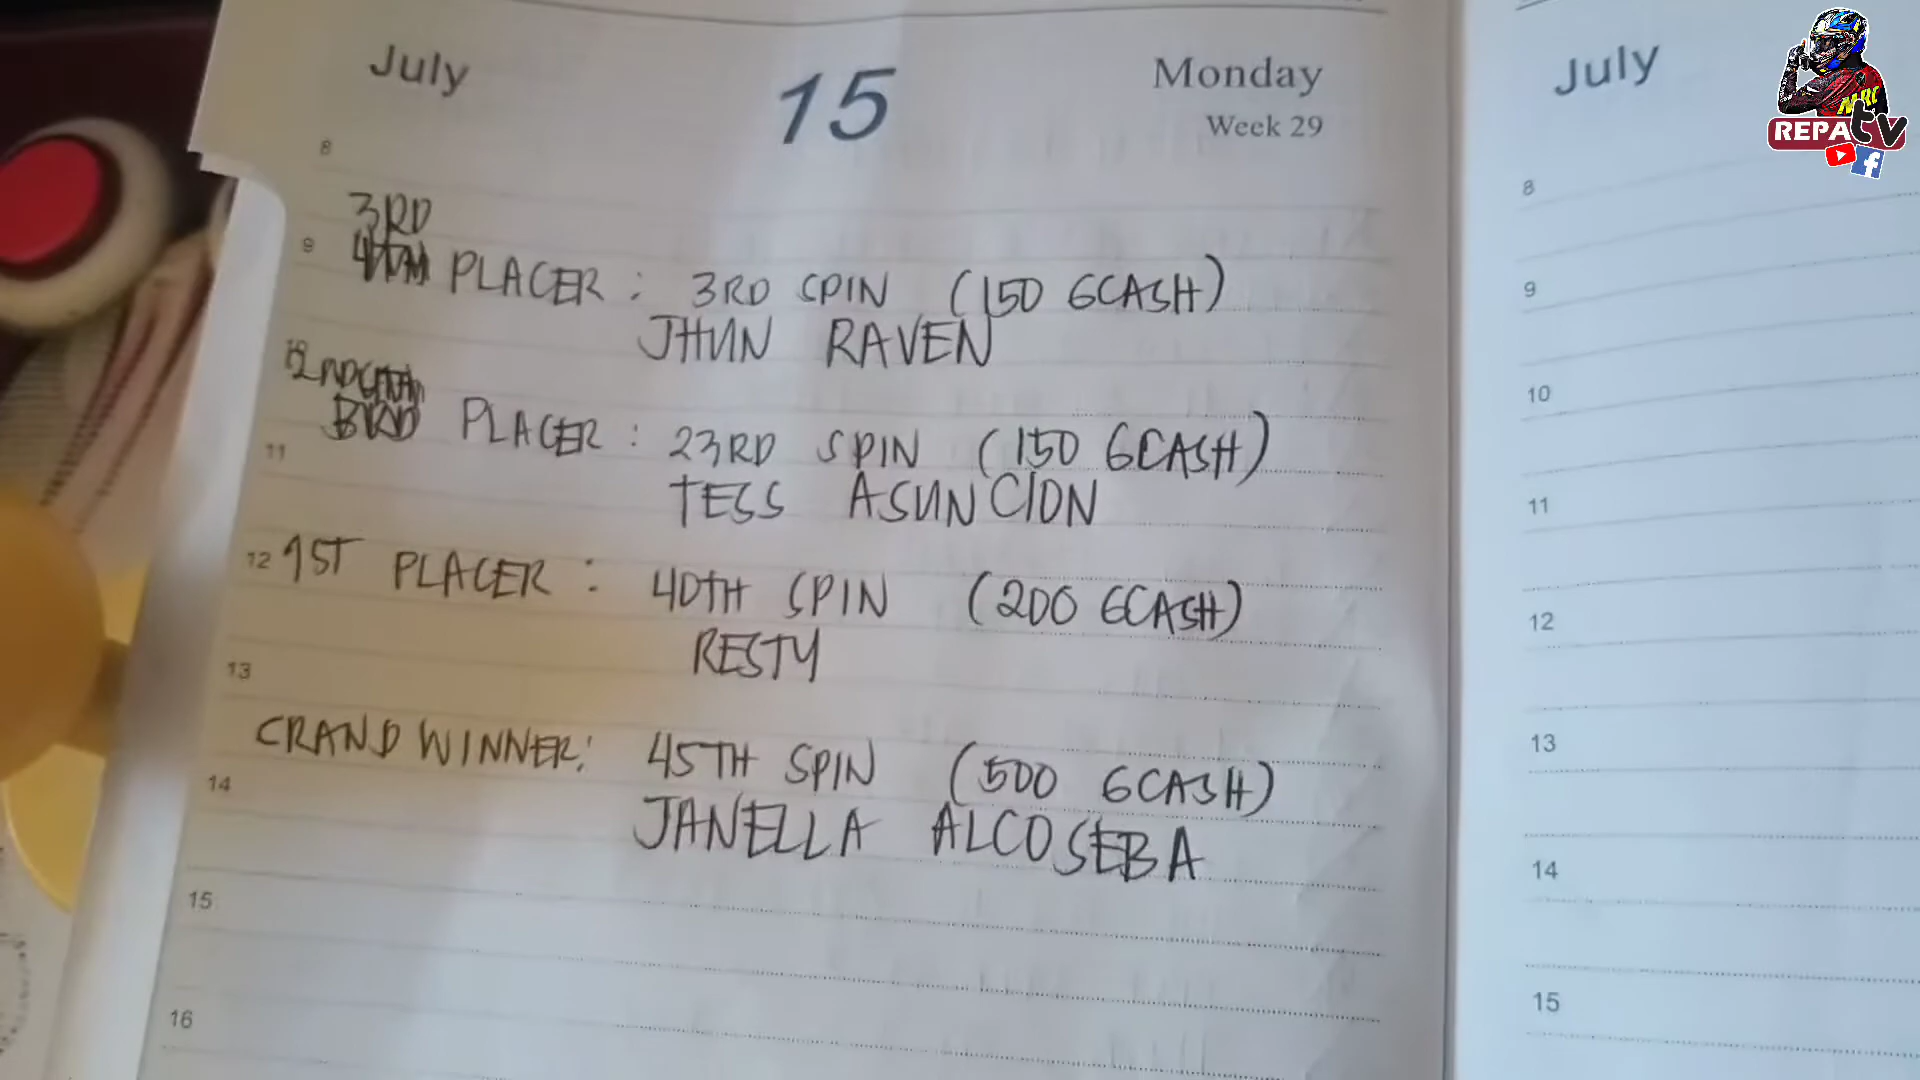 July 15 Monday
Week 29
8
3RD
9 PLACER : 3RD SPIN (150 GCASH)
JHUN RAVEN
2ND
PLACER : 23RD SPIN (150 GCASH)
11
TESS ASUNCION
12 1ST PLACER : 40TH SPIN (200 GCASH)
RESTY
13
GRAND WINNER: 45TH SPIN (500 GCASH)
14
JANELLA ALCOSEBA
15
16
July
8
9
10
11
12
13
14
15
REPA TV